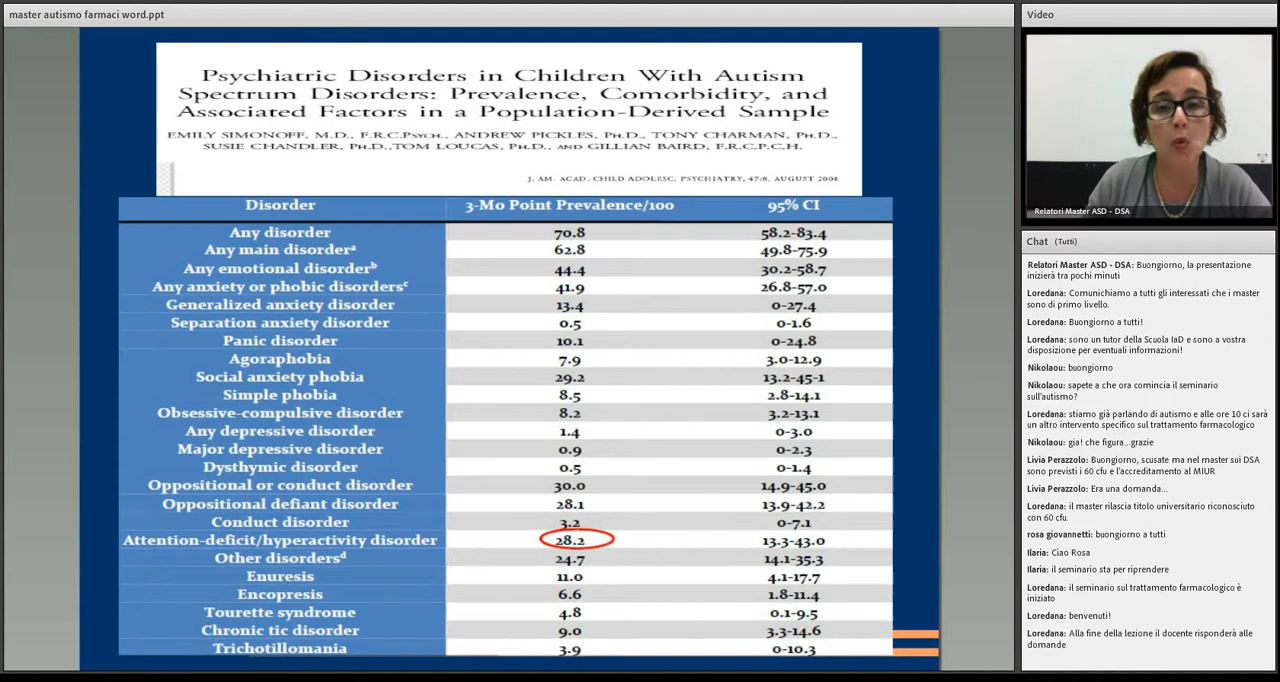 master autismo farmaci word.ppt
Psychiatric Disorders in Children With Autism
Spectrum Disorders: Prevalence, Comorbidity, and
Associated Factors in a Population-Derived Sample
EMILY SIMONOFF, M.D., F.R.C.Psych., ANDREW PICKLES, Ph.D., TONY CHARMAN, Ph.D.,
SUSIE CHANDLER, Ph.D.,TOM LOUCAS, Ph.D., AND GILLIAN BAIRD, F.R.C.P.C.H.
J. AM. ACAD. CHILD ADOLESC. PSYCHIATRY, 47:8, AUGUST 2008
Disorder 3-Mo Point Prevalence/100 95% CI
Any disorder 70.8 58.2-83.4
Any main disorderᵃ 62.8 49.8-75.9
Any emotional disorderᵇ 44.4 30.2-58.7
Any anxiety or phobic disordersᶜ 41.9 26.8-57.0
Generalized anxiety disorder 13.4 0-27.4
Separation anxiety disorder 0.5 0-1.6
Panic disorder 10.1 0-24.8
Agoraphobia 7.9 3.0-12.9
Social anxiety phobia 29.2 13.2-45-1
Simple phobia 8.5 2.8-14.1
Obsessive-compulsive disorder 8.2 3.2-13.1
Any depressive disorder 1.4 0-3.0
Major depressive disorder 0.9 0-2.3
Dysthymic disorder 0.5 0-1.4
Oppositional or conduct disorder 30.0 14.9-45.0
Oppositional defiant disorder 28.1 13.9-42.2
Conduct disorder 3.2 0-7.1
Attention-deficit/hyperactivity disorder 28.2 13.3-43.0
Other disordersᵈ 24.7 14.1-35.3
Enuresis 11.0 4.1-17.7
Encopresis 6.6 1.8-11.4
Tourette syndrome 4.8 0.1-9.5
Chronic tic disorder 9.0 3.3-14.6
Trichotillomania 3.9 0-10.3
Video
Relatori Master ASD - DSA
Chat (Tutti)
Relatori Master ASD - DSA: Buongiorno, la presentazione
inizierà tra pochi minuti
Loredana: Comunichiamo a tutti gli interessati che i master
sono di primo livello.
Loredana: Buongiorno a tutti!
Loredana: sono un tutor della Scuola IaD e sono a vostra
disposizione per eventuali informazioni!
Nikolaou: buongiorno
Nikolaou: sapete a che ora comincia il seminario
sull'autismo?
Loredana: stiamo già parlando di autismo e alle ore 10 ci sarà
un altro intervento specifico sul trattamento farmacologico
Nikolaou: gia! che figura...grazie
Livia Perazzolo: Buongiorno, scusate ma nel master sui DSA
sono previsti i 60 cfu e l'accreditamento al MIUR
Livia Perazzolo: Era una domanda...
Loredana: il master rilascia titolo universitario riconosciuto
con 60 cfu.
rosa giovannetti: buongiorno a tutti
Ilaria: Ciao Rosa
Ilaria: il seminario sta per riprendere
Loredana: il seminario sul trattamento farmacologico è
iniziato
Loredana: benvenuti!
Loredana: Alla fine della lezione il docente risponderà alle
domande